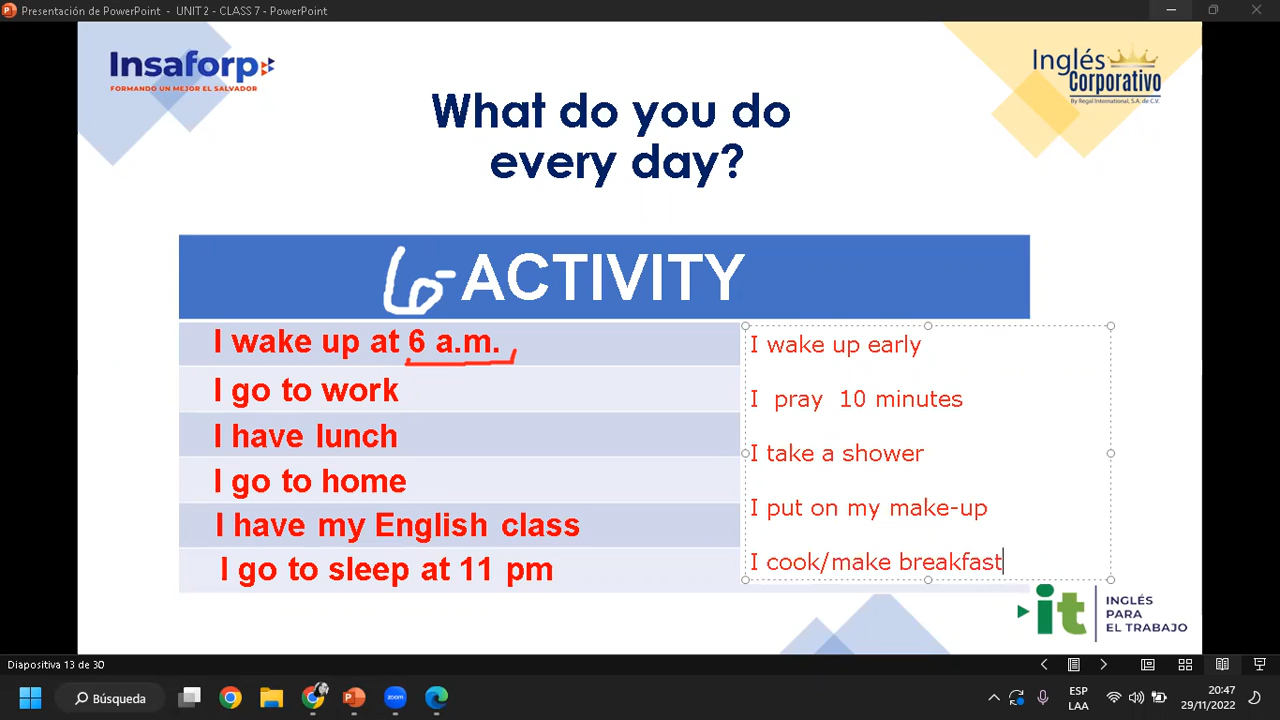 Presentación de PowerPoint - UNIT 2 - CLASS 7 - PowerPoint
Insaforp
FORMANDO UN MEJOR EL SALVADOR
Inglés
Corporativo
By Regal International, S.A. de C.V.
What do you do
every day?
6- ACTIVITY
I wake up at 6 a.m.
I go to work
I have lunch
I go to home
I have my English class
I go to sleep at 11 pm
I wake up early
I pray 10 minutes
I take a shower
I put on my make-up
I cook/make breakfast
it
INGLÉS
PARA
EL TRABAJO
Diapositiva 13 de 30
Búsqueda
ESP
LAA
20:47
29/11/2022